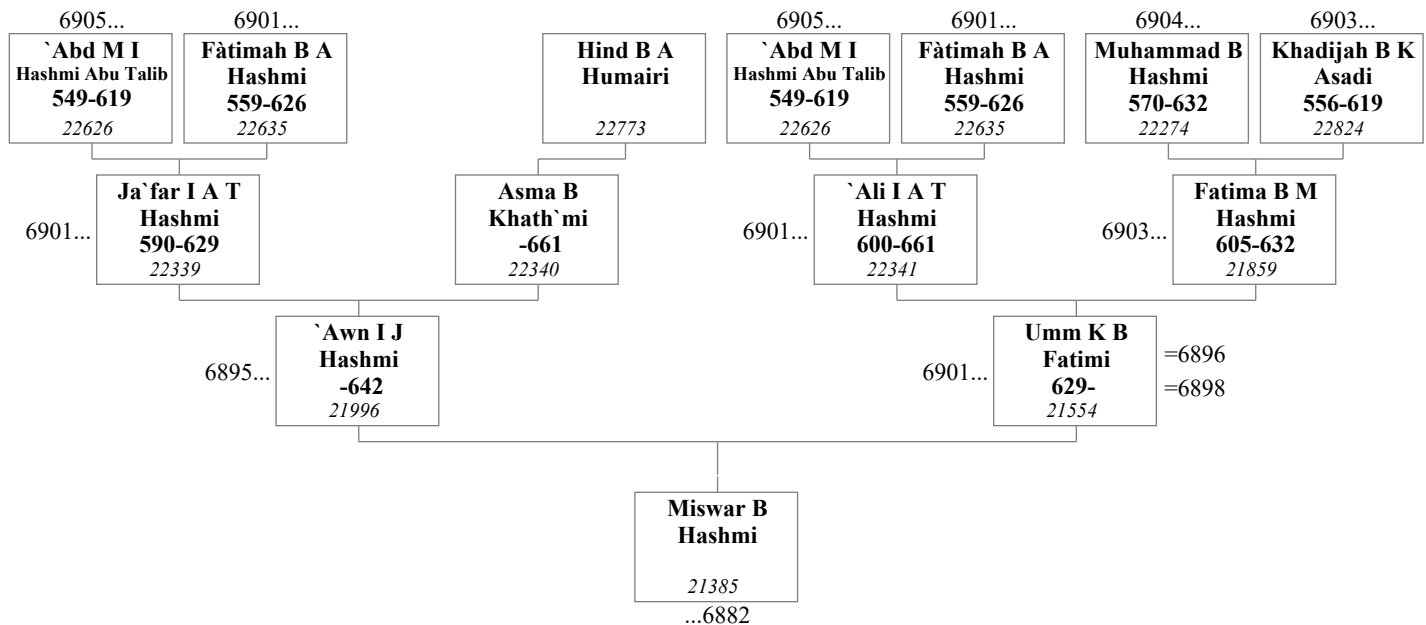 6905...
6901...
6905...
6901...
6904...
6903...
`Abd M I
Hashmi Abu Talib
549-619
22626
Fàtimah B A
Hashmi
559-626
22635
Hind B A
Humairi
22773
`Abd M I
Hashmi Abu Talib
549-619
22626
Fàtimah B A
Hashmi
559-626
22635
Muhammad B
Hashmi
570-632
22274
Khadijah B K
Asadi
556-619
22824
6901...
Ja`far I A T
Hashmi
590-629
22339
Asma B
Khath`mi
-661
22340
6901...
`Ali I A T
Hashmi
600-661
22341
6903...
Fatima B M
Hashmi
605-632
21859
6895...
`Awn I J
Hashmi
-642
21996
6901...
Umm K B
Fatimi
629-
21554
=6896
=6898
Miswar B
Hashmi
21385
...6882